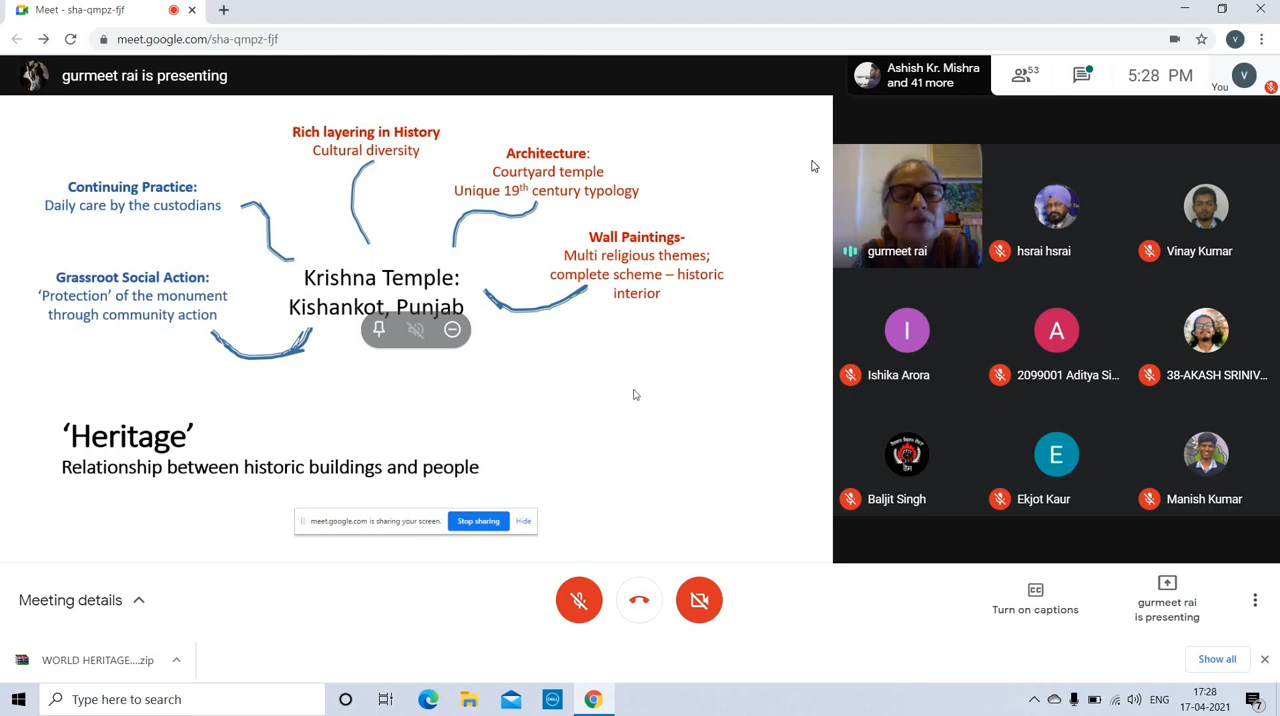 Meet - sha-qmpz-fjf
meet.google.com/sha-qmpz-fjf
V
gurmeet rai is presenting
Ashish Kr. Mishra
and 41 more
53
5:28 PM
You
V
Rich layering in History
Cultural diversity
Architecture:
Courtyard temple
Unique 19th century typology
Continuing Practice:
Daily care by the custodians
Wall Paintings-
Multi religious themes;
complete scheme – historic
interior
Grassroot Social Action:
‘Protection’ of the monument
through community action
Krishna Temple:
Kishankot, Punjab
‘Heritage’
Relationship between historic buildings and people
meet.google.com is sharing your screen.
Stop sharing
Hide
gurmeet rai
hsrai hsrai
Vinay Kumar
I
A
Ishika Arora
2099001 Aditya Si...
38-AKASH SRINIV...
E
Baljit Singh
Ekjot Kaur
Manish Kumar
Meeting details
CC
Turn on captions
gurmeet rai
is presenting
WORLD HERITAGE....zip
Show all
Type here to search
DELL
ENG
17:28
17-04-2021
7